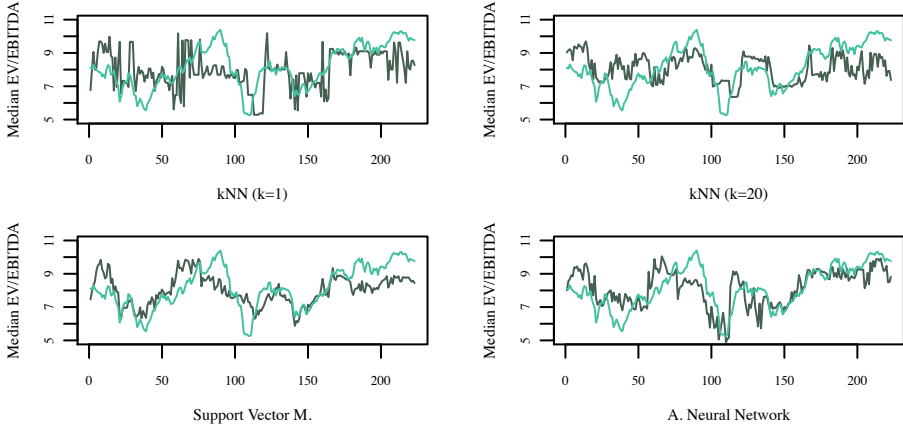 Median EV/EBITDA
5 7 9 11
0 50 100 150 200
kNN (k=1)
Median EV/EBITDA
5 7 9 11
0 50 100 150 200
kNN (k=20)
Median EV/EBITDA
5 7 9 11
0 50 100 150 200
Support Vector M.
Median EV/EBITDA
5 7 9 11
0 50 100 150 200
A. Neural Network